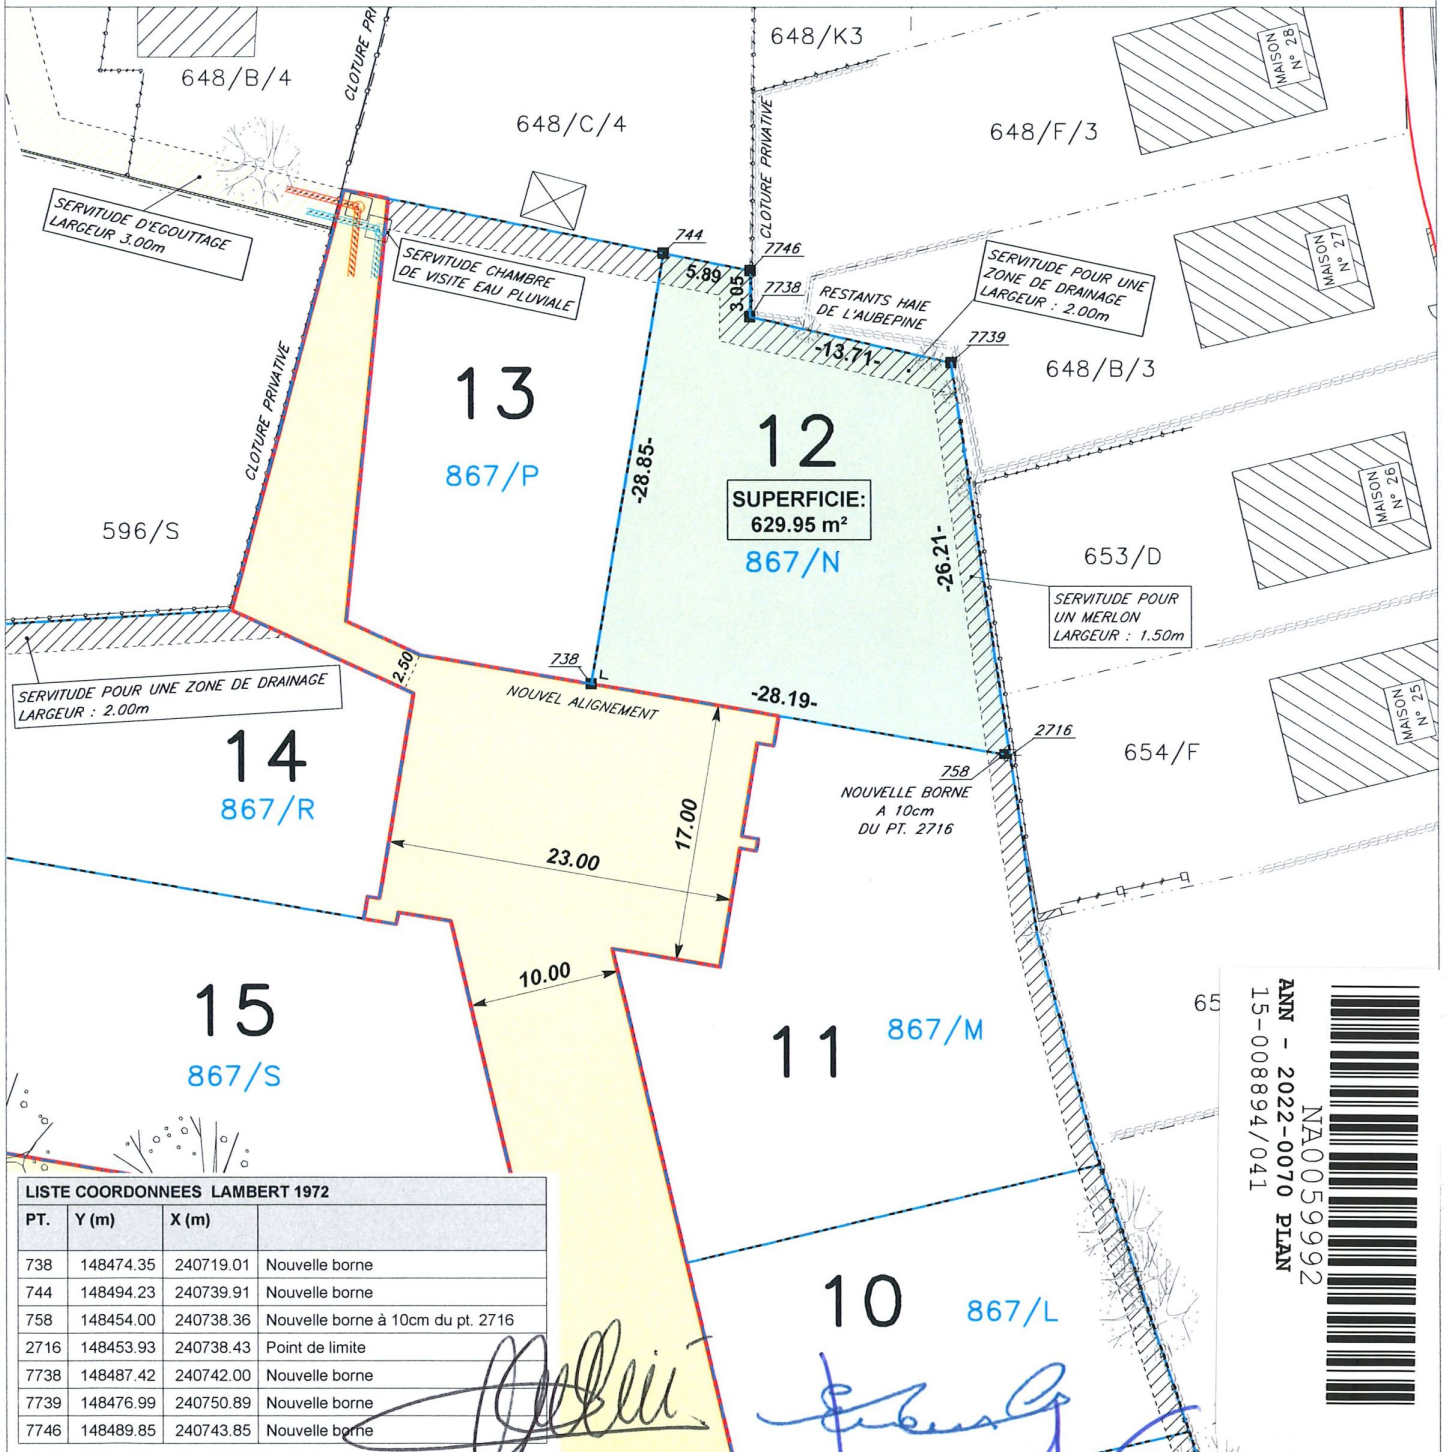 648/K3
MAISON
N° 28
648/B/4
CLOTURE PRI
648/C/4
CLOTURE PRIVATIVE
648/F/3
SERVITUDE D'EGOUTTAGE
LARGEUR 3.00m
SERVITUDE CHAMBRE
DE VISITE EAU PLUVIALE
744
5.89
7746
3.05
7738
RESTANTS HAIE
DE L'AUBEPINE
SERVITUDE POUR UNE
ZONE DE DRAINAGE
LARGEUR : 2.00m
MAISON
N° 27
-13.71-
7739
648/B/3
CLOTURE PRIVATIVE
13
867/P
-28.85-
12
SUPERFICIE:
629.95 m²
867/N
-26.21-
MAISON
N° 26
596/S
653/D
SERVITUDE POUR
UN MERLON
LARGEUR : 1.50m
SERVITUDE POUR UNE ZONE DE DRAINAGE
LARGEUR : 2.00m
2.50
738
L
NOUVEL ALIGNEMENT
-28.19-
MAISON
N° 25
14
867/R
2716
654/F
758
NOUVELLE BORNE
A 10cm
DU PT. 2716
17.00
23.00
10.00
15
867/S
11
867/M
65
NA0059992
ANN - 2022-0070 PLAN
15-008894/041
10
867/L
LISTE COORDONNEES LAMBERT 1972
PT. Y (m) X (m)
738 148474.35 240719.01 Nouvelle borne
744 148494.23 240739.91 Nouvelle borne
758 148454.00 240738.36 Nouvelle borne à 10cm du pt. 2716
2716 148453.93 240738.43 Point de limite
7738 148487.42 240742.00 Nouvelle borne
7739 148476.99 240750.89 Nouvelle borne
7746 148489.85 240743.85 Nouvelle borne